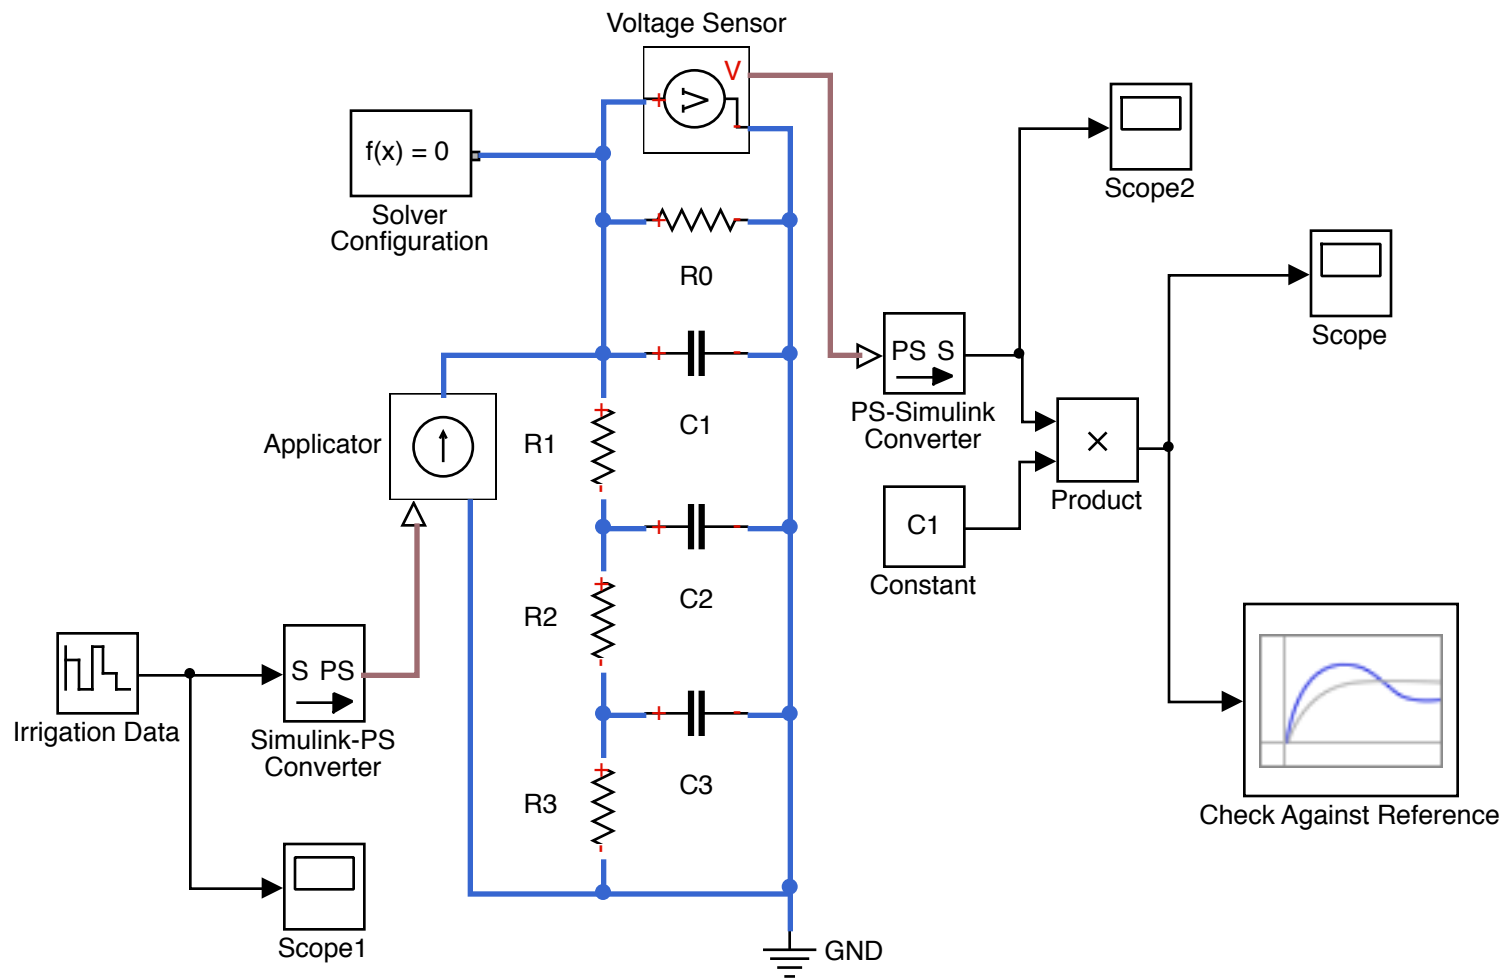 Voltage Sensor
V
+
V
-
f(x) = 0
Solver
Configuration
Scope2
+
-
R0
Scope
+
-
C1
PS S
PS-Simulink
Converter
Applicator
R1
+
-
×
Product
C1
Constant
+
-
C2
R2
+
-
S PS
Simulink-PS
Converter
Irrigation Data
+
-
C3
R3
+
-
Check Against Reference
Scope1
GND